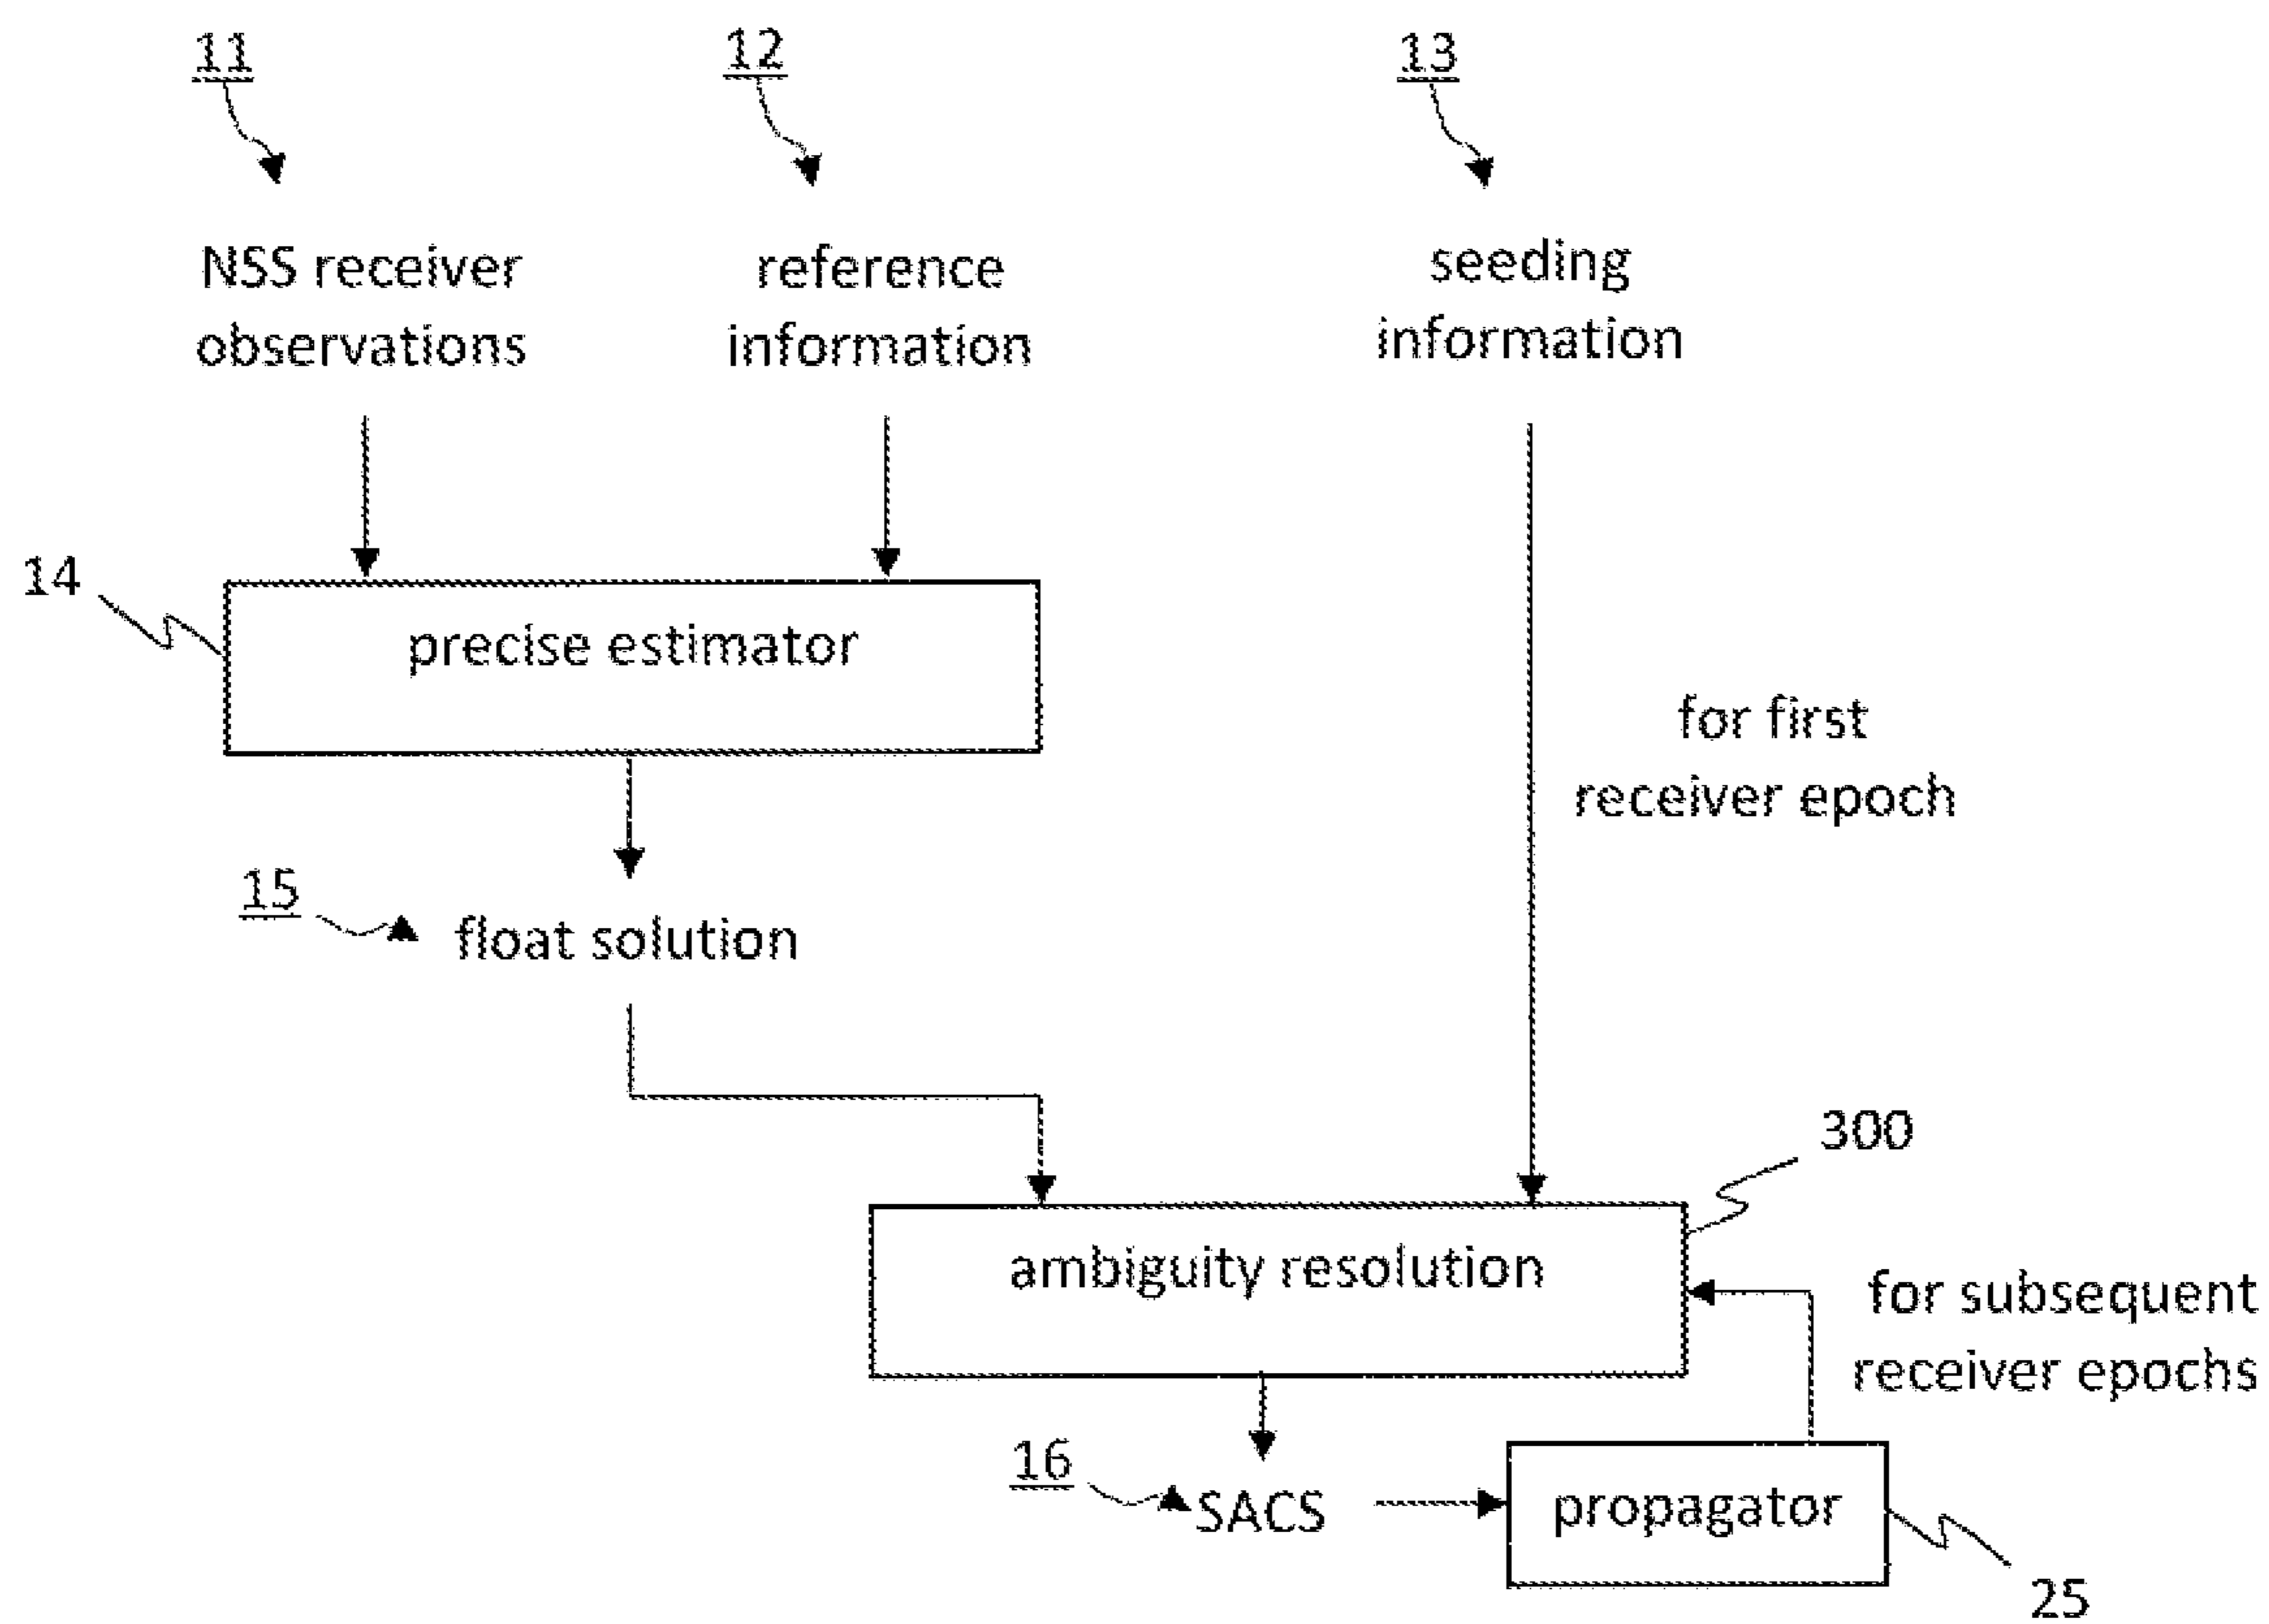 11
12
13
NSS receiver
observations
reference
information
seeding
information
14
precise estimator
for first
receiver epoch
15
float solution
300
ambiguity resolution
for subsequent
receiver epochs
16
SACS
propagator
25